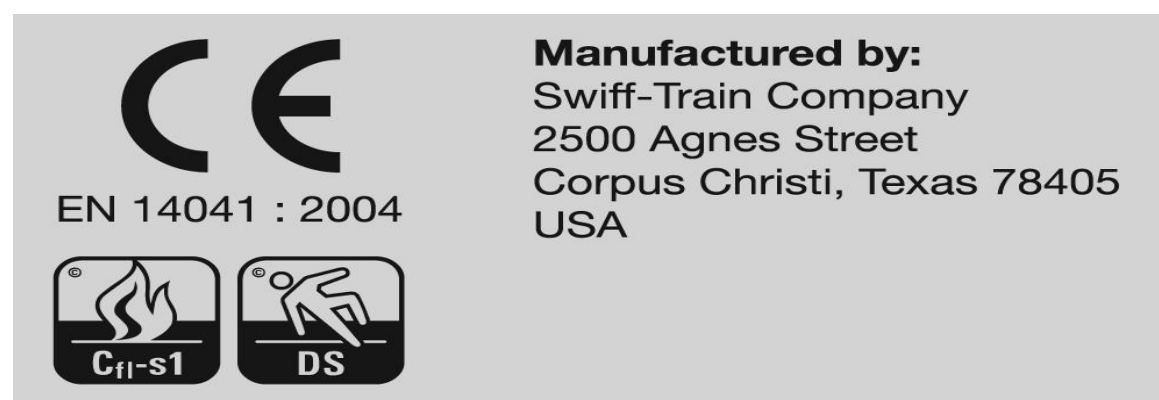 CE
EN 14041 : 2004
©
Cfl-s1
©
DS
Manufactured by:
Swiff-Train Company
2500 Agnes Street
Corpus Christi, Texas 78405
USA